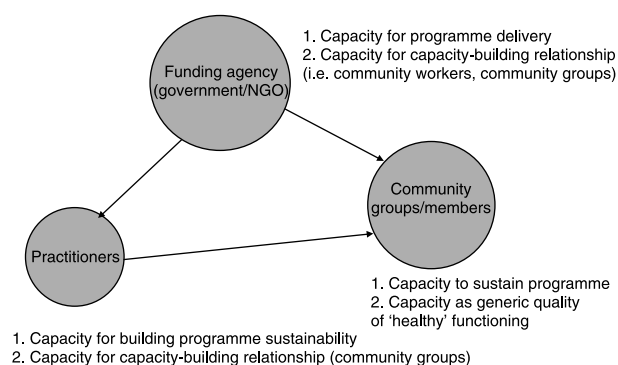 1. Capacity for programme delivery
2. Capacity for capacity-building relationship
(i.e. community workers, community groups)
Funding agency
(government/NGO)
Community
groups/members
Practitioners
1. Capacity to sustain programme
2. Capacity as generic quality
of ‘healthy’ functioning
1. Capacity for building programme sustainability
2. Capacity for capacity-building relationship (community groups)